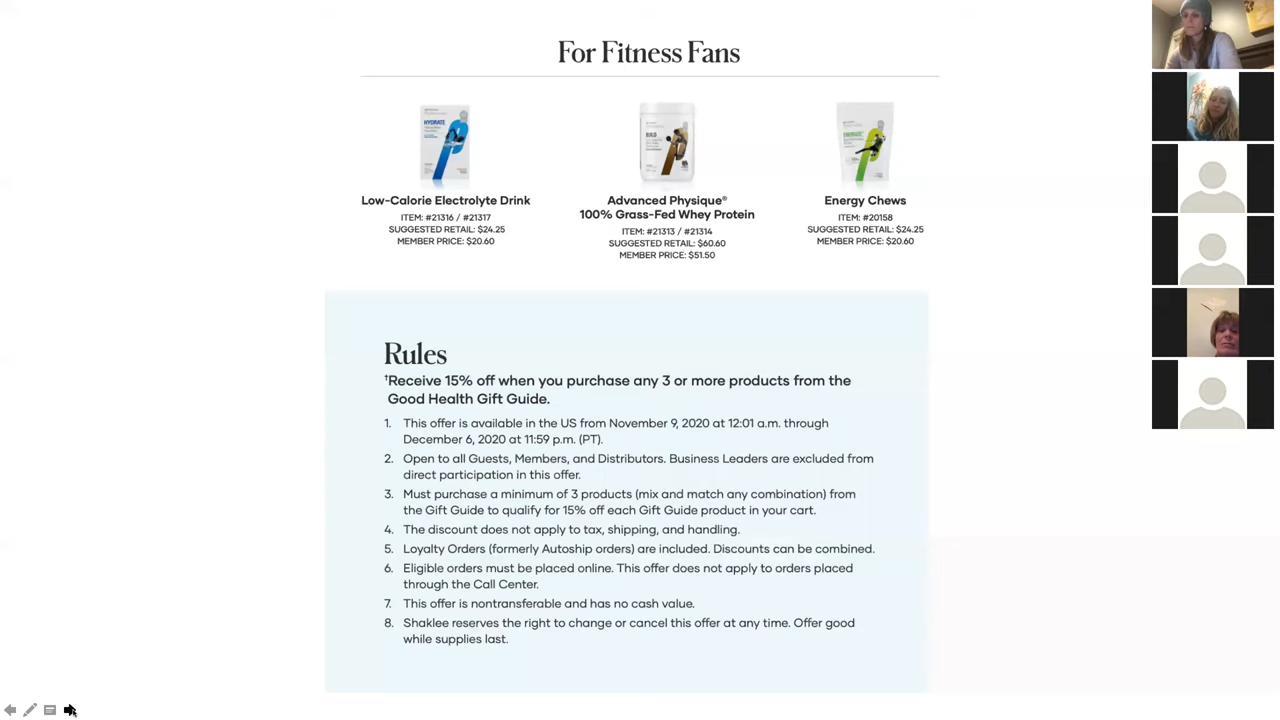 For Fitness Fans
HYDRATE
BUILD
ENERGIZE
Low-Calorie Electrolyte Drink
ITEM: #21316 / #21317
SUGGESTED RETAIL: $24.25
MEMBER PRICE: $20.60
Advanced Physique®
100% Grass-Fed Whey Protein
ITEM: #21313 / #21314
SUGGESTED RETAIL: $60.60
MEMBER PRICE: $51.50
Energy Chews
ITEM: #20158
SUGGESTED RETAIL: $24.25
MEMBER PRICE: $20.60
Rules
†Receive 15% off when you purchase any 3 or more products from the
Good Health Gift Guide.
1. This offer is available in the US from November 9, 2020 at 12:01 a.m. through
December 6, 2020 at 11:59 p.m. (PT).
2. Open to all Guests, Members, and Distributors. Business Leaders are excluded from
direct participation in this offer.
3. Must purchase a minimum of 3 products (mix and match any combination) from
the Gift Guide to qualify for 15% off each Gift Guide product in your cart.
4. The discount does not apply to tax, shipping, and handling.
5. Loyalty Orders (formerly Autoship orders) are included. Discounts can be combined.
6. Eligible orders must be placed online. This offer does not apply to orders placed
through the Call Center.
7. This offer is nontransferable and has no cash value.
8. Shaklee reserves the right to change or cancel this offer at any time. Offer good
while supplies last.